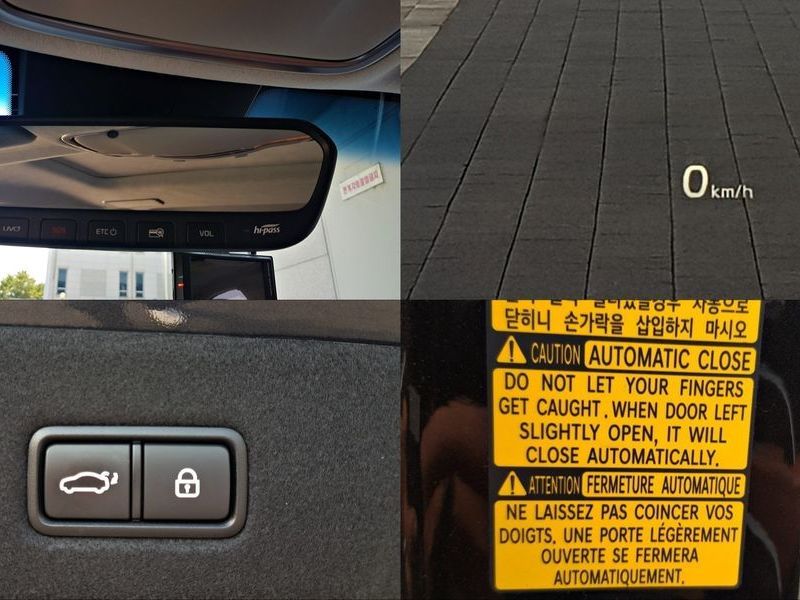 UVO
SOS
ETC
VOL
hi-pass
0 km/h
닫히니 손가락을 삽입하지 마시오
CAUTION AUTOMATIC CLOSE
DO NOT LET YOUR FINGERS
GET CAUGHT. WHEN DOOR LEFT
SLIGHTLY OPEN, IT WILL
CLOSE AUTOMATICALLY.
ATTENTION FERMETURE AUTOMATIQUE
NE LAISSEZ PAS COINCER VOS
DOIGTS. UNE PORTE LÉGÈREMENT
OUVERTE SE FERMERA
AUTOMATIQUEMENT.